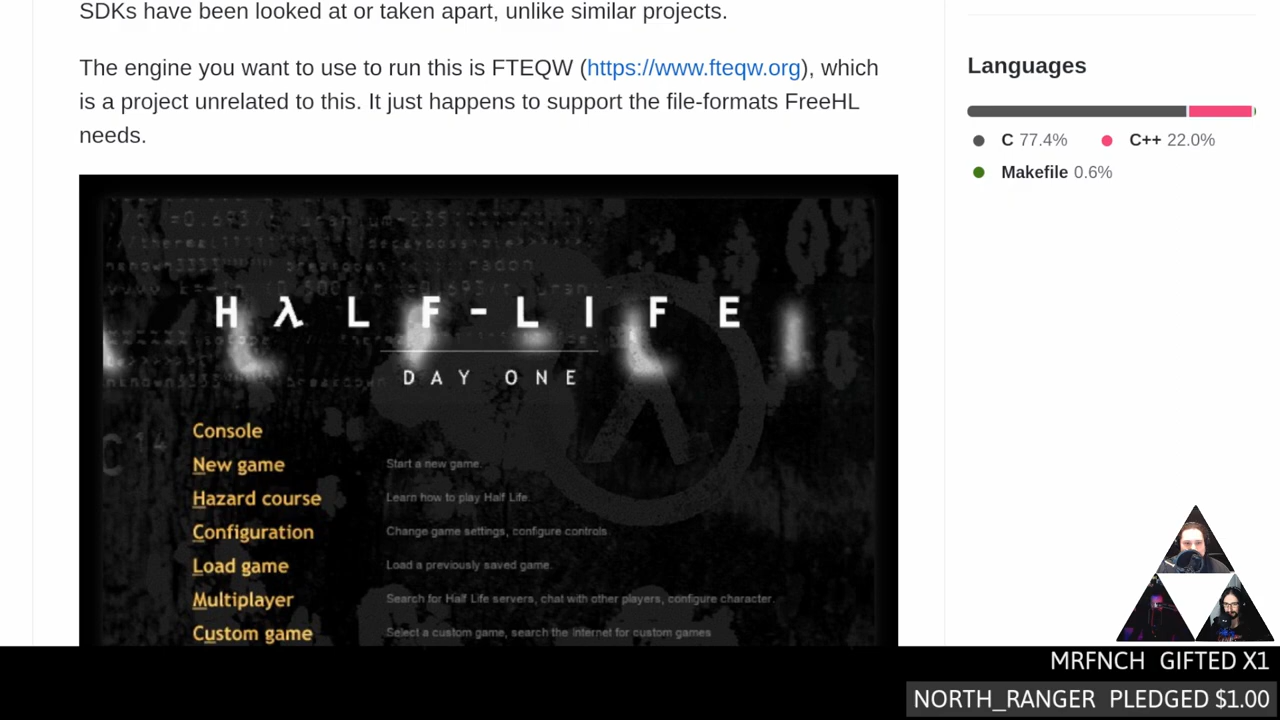 SDKs have been looked at or taken apart, unlike similar projects.
The engine you want to use to run this is FTEQW (https://www.fteqw.org), which
is a project unrelated to this. It just happens to support the file-formats FreeHL
needs.
Languages
C 77.4% C++ 22.0%
Makefile 0.6%
HλLF-LIFE
DAY ONE
Console
New game Start a new game.
Hazard course Learn how to play Half Life.
Configuration Change game settings, configure controls
Load game Load a previously saved game.
Multiplayer Search for Half Life servers, chat with other players, configure character.
Custom game Select a custom game, search the Internet for custom games
MRFNCH GIFTED X1
NORTH_RANGER PLEDGED $1.00